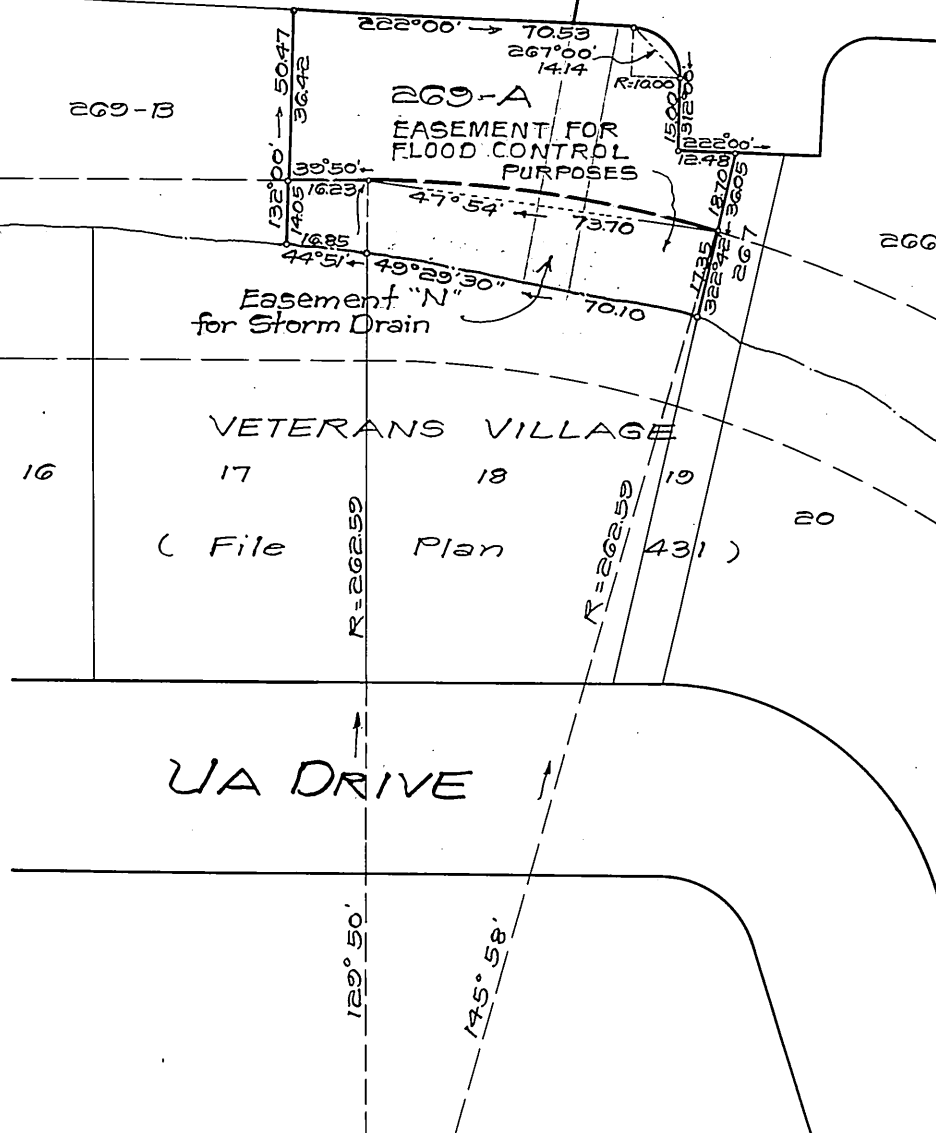 222°00' → 70.53
267°00'
14.14
R=10.00
132°00' → 50.47
36.42
14.05
269-B
269-A
EASEMENT FOR
FLOOD CONTROL
PURPOSES
15.00
312°00'
222°00'
12.48
39°50'
16.23
47°54'
73.70
18.70
36.05
17.35
322°42'
267
266
16.85
44°51'
49°29'30"
70.10
Easement "N"
for Storm Drain
VETERANS VILLAGE
16 17 18 19 20
( File Plan 431 )
R=262.59
R=262.59
UA DRIVE
129°50'
145°58'